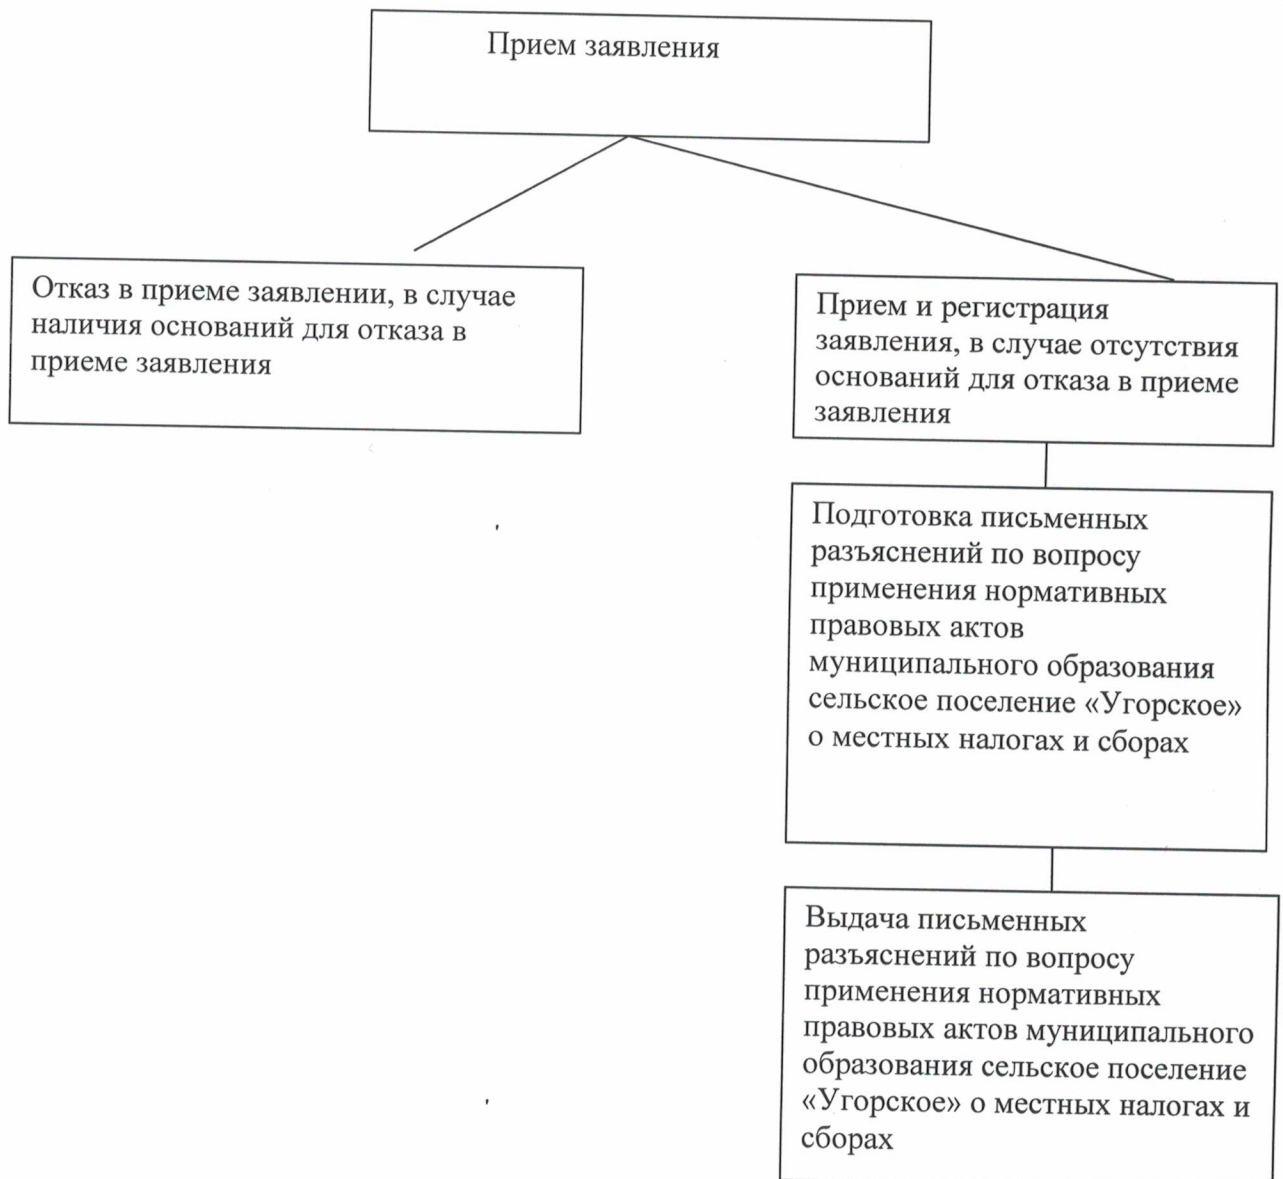 Прием заявления
Отказ в приеме заявлении, в случае
наличия оснований для отказа в
приеме заявления
Прием и регистрация
заявления, в случае отсутствия
оснований для отказа в приеме
заявления
Подготовка письменных
разъяснений по вопросу
применения нормативных
правовых актов
муниципального образования
сельское поселение «Угорское»
о местных налогах и сборах
Выдача письменных
разъяснений по вопросу
применения нормативных
правовых актов муниципального
образования сельское поселение
«Угорское» о местных налогах и
сборах